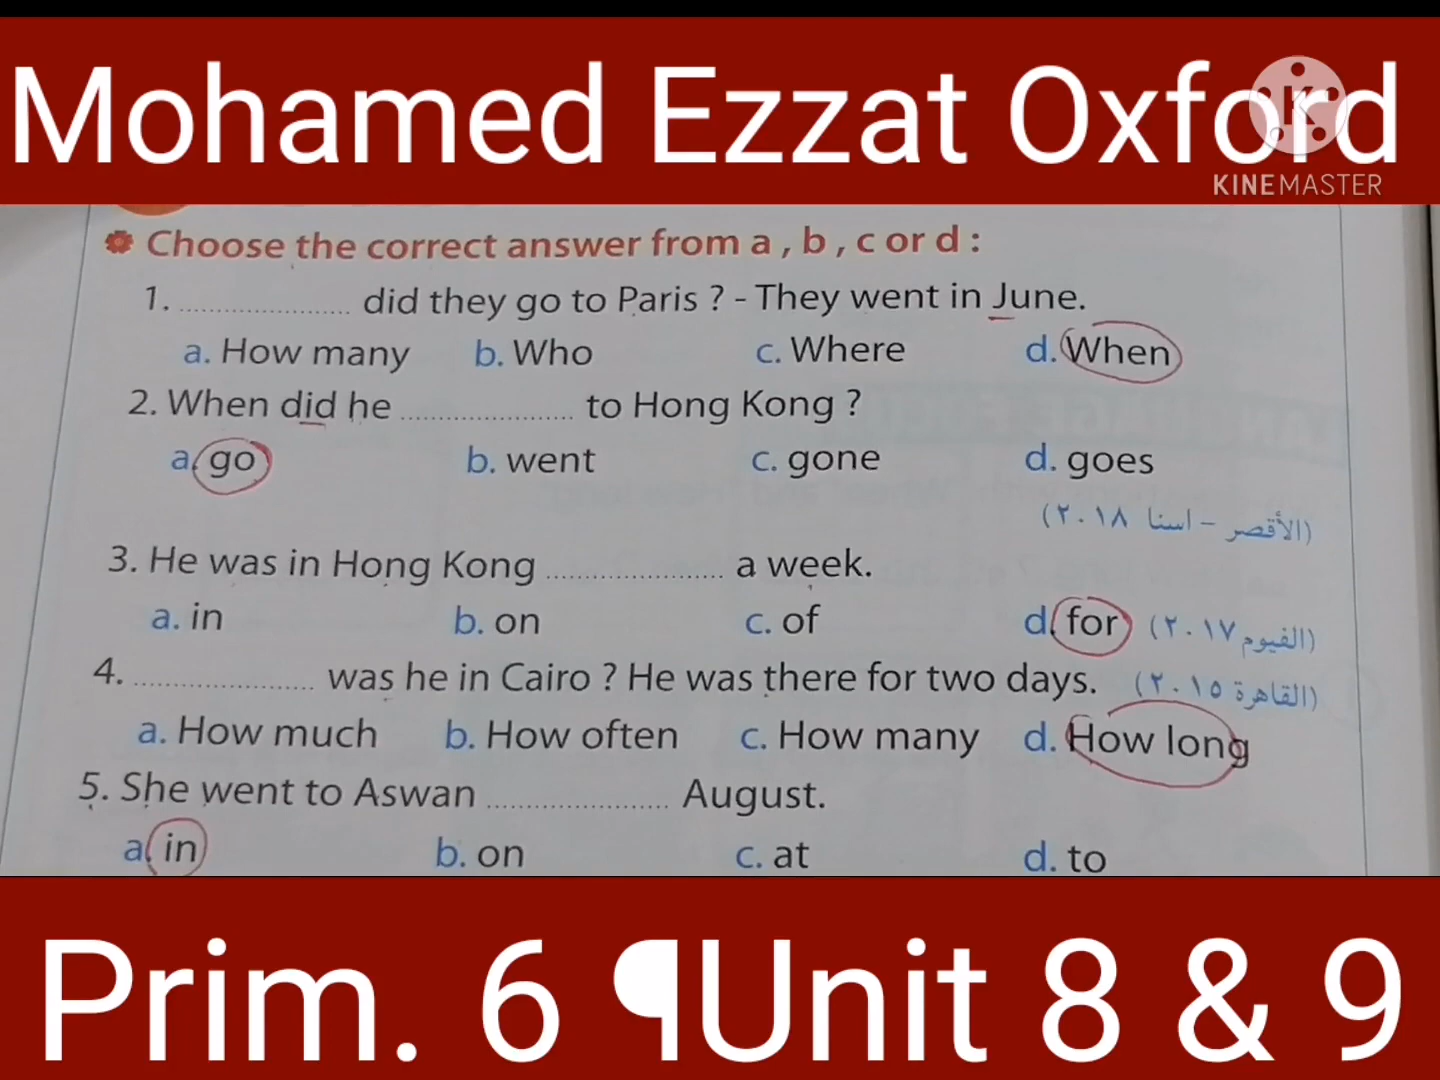 Mohamed Ezzat Oxford
KINEMASTER
Choose the correct answer from a , b , c or d :
1. .................... did they go to Paris ? - They went in June.
a. How many b. Who c. Where d. When
2. When did he .................... to Hong Kong ?
a. go b. went c. gone d. goes
(الأقصر – اسنا ٢٠١٨)
3. He was in Hong Kong .................... a week.
a. in b. on c. of d. for (الفيوم ٢٠١٧)
4. .................... was he in Cairo ? He was there for two days. (القاهرة ٢٠١٥)
a. How much b. How often c. How many d. How long
5. She went to Aswan .................... August.
a. in b. on c. at d. to
Prim. 6 ¶Unit 8 & 9